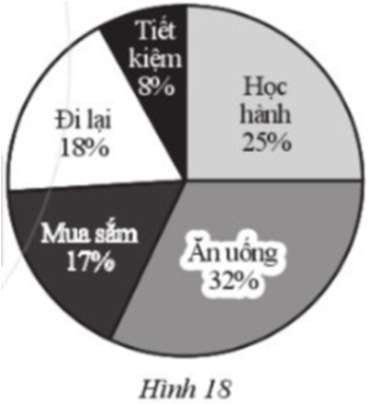 Tiết
kiệm
8%
Học
hành
25%
Đi lại
18%
Mua sắm
17%
Ăn uống
32%
Hình 18